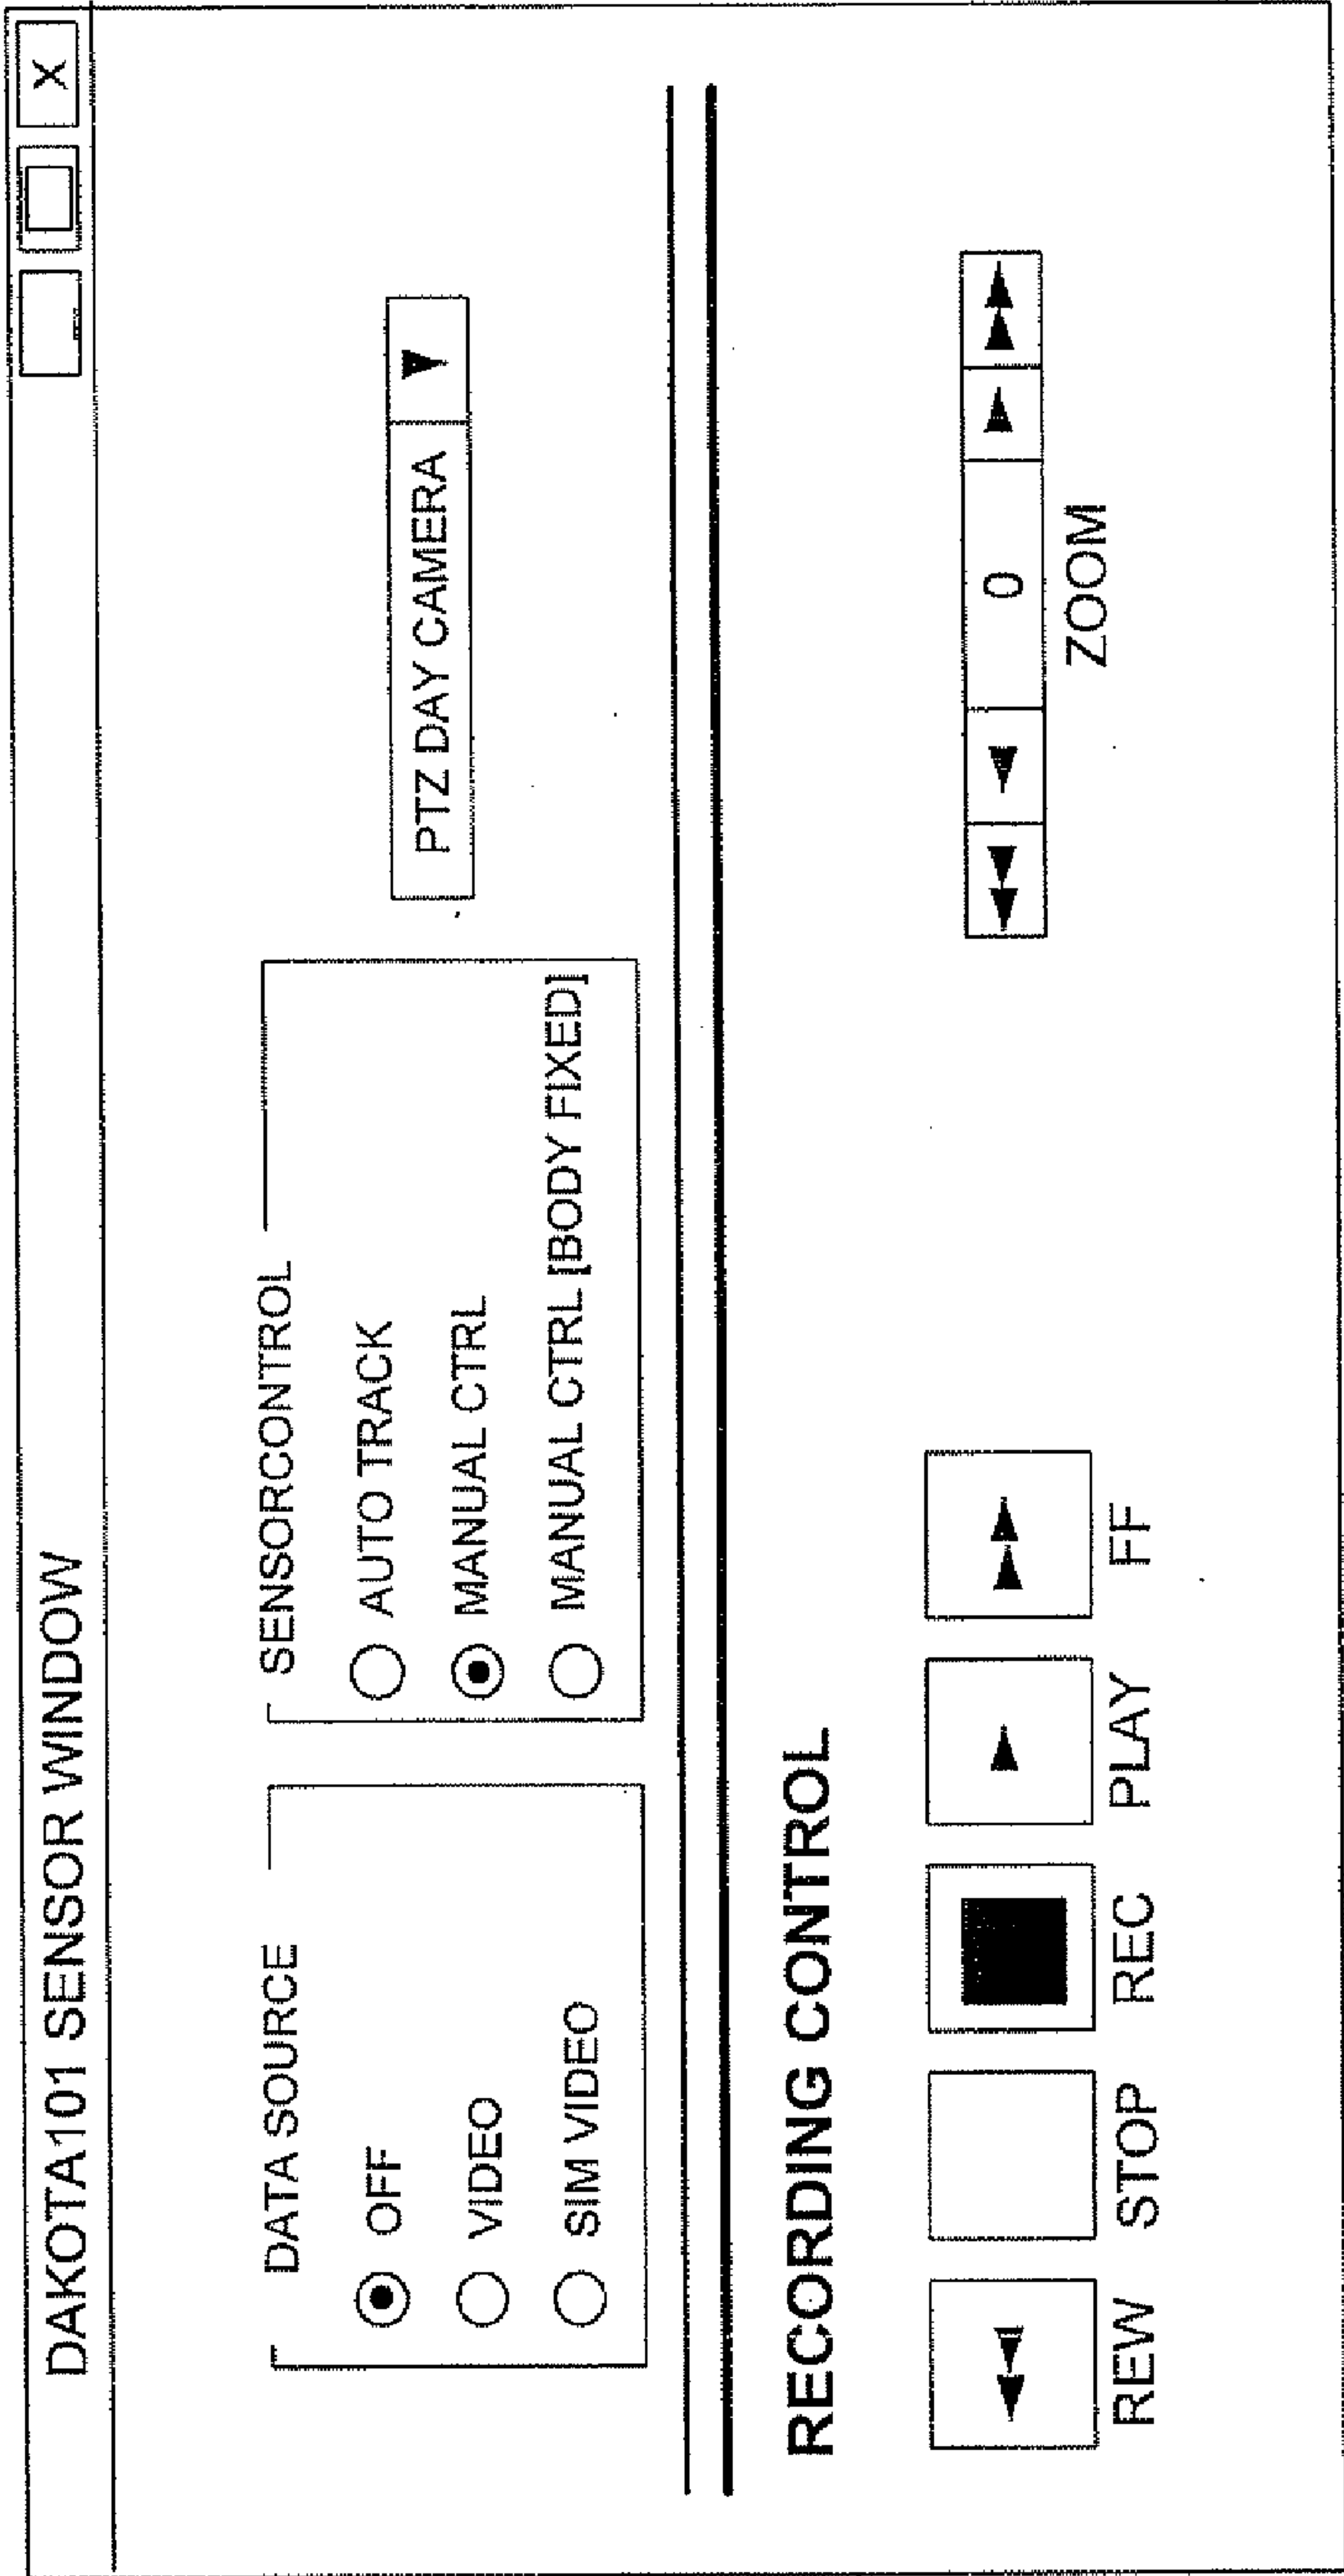 DAKOTA101 SENSOR WINDOW
X
DATA SOURCE
OFF
VIDEO
SIM VIDEO
SENSORCONTROL
AUTO TRACK
MANUAL CTRL
MANUAL CTRL [BODY FIXED]
PTZ DAY CAMERA
RECORDING CONTROL
REW
STOP
REC
PLAY
FF
0
ZOOM